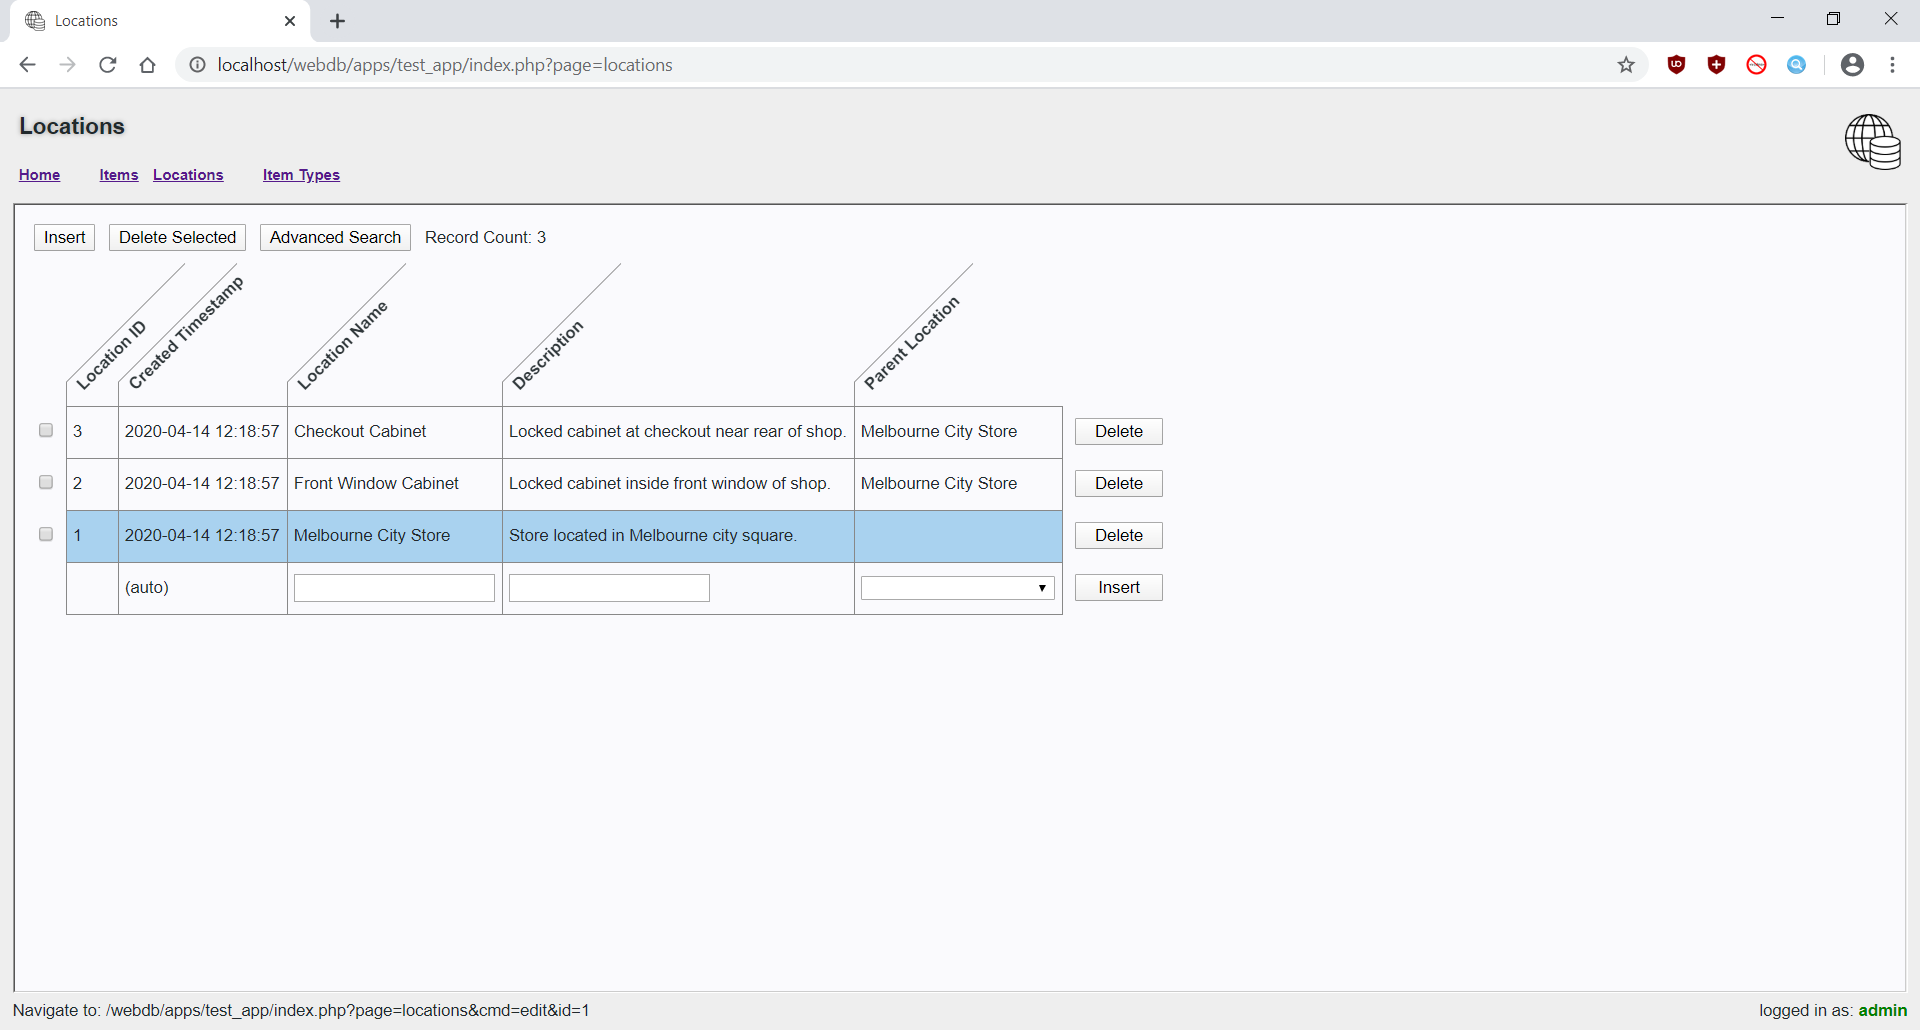 Locations
localhost/webdb/apps/test_app/index.php?page=locations
Locations
Home Items Locations Item Types
Insert Delete Selected Advanced Search Record Count: 3
Location ID Created Timestamp Location Name Description Parent Location
3 2020-04-14 12:18:57 Checkout Cabinet Locked cabinet at checkout near rear of shop. Melbourne City Store Delete
2 2020-04-14 12:18:57 Front Window Cabinet Locked cabinet inside front window of shop. Melbourne City Store Delete
1 2020-04-14 12:18:57 Melbourne City Store Store located in Melbourne city square. Delete
(auto) Insert
Navigate to: /webdb/apps/test_app/index.php?page=locations&cmd=edit&id=1 logged in as: admin